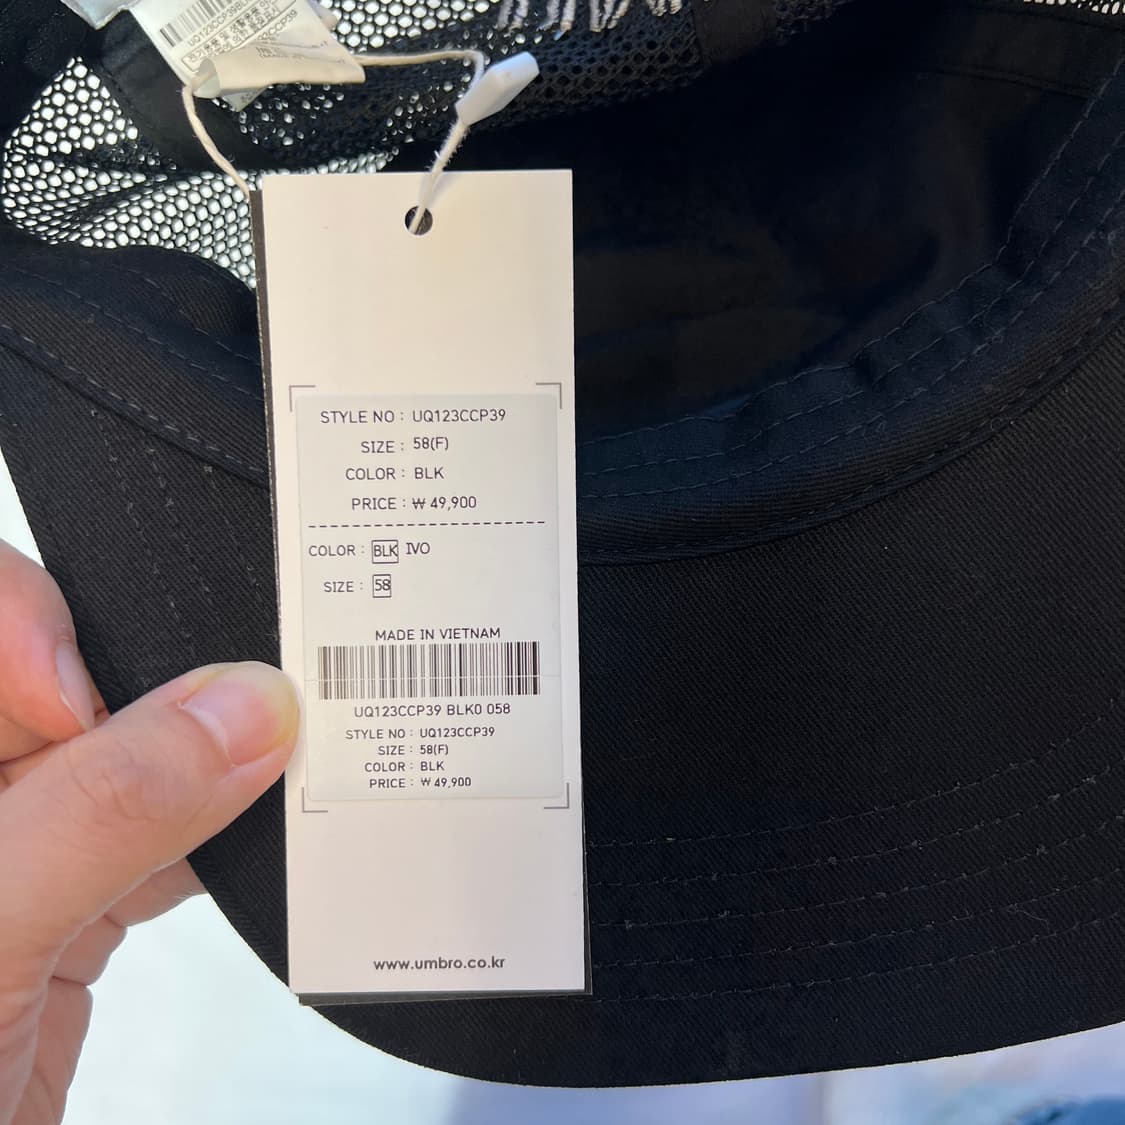 UQ123CCP39
STYLE NO : UQ123CCP39
SIZE : 58(F)
COLOR : BLK
PRICE : ₩ 49,900
COLOR : BLK IVO
SIZE : 58
MADE IN VIETNAM
UQ123CCP39 BLK0 058
STYLE NO : UQ123CCP39
SIZE : 58(F)
COLOR : BLK
PRICE : ₩ 49,900
www.umbro.co.kr